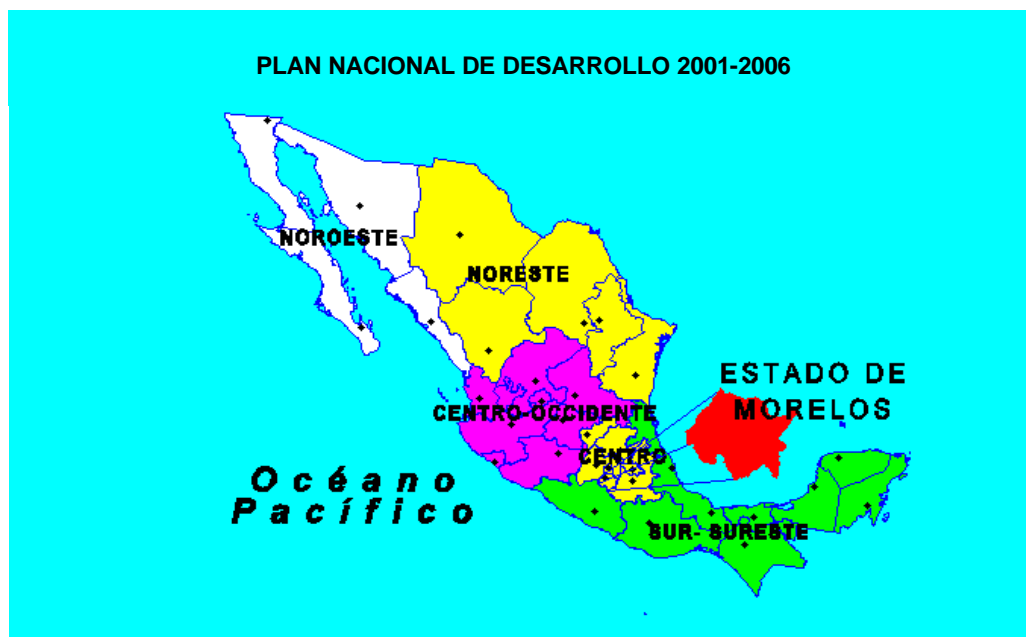 PLAN NACIONAL DE DESARROLLO 2001-2006
NOROESTE
NORESTE
ESTADO DE
MORELOS
CENTRO-OCCIDENTE
CENTRO
Océano
Pacífico
SUR- SURESTE